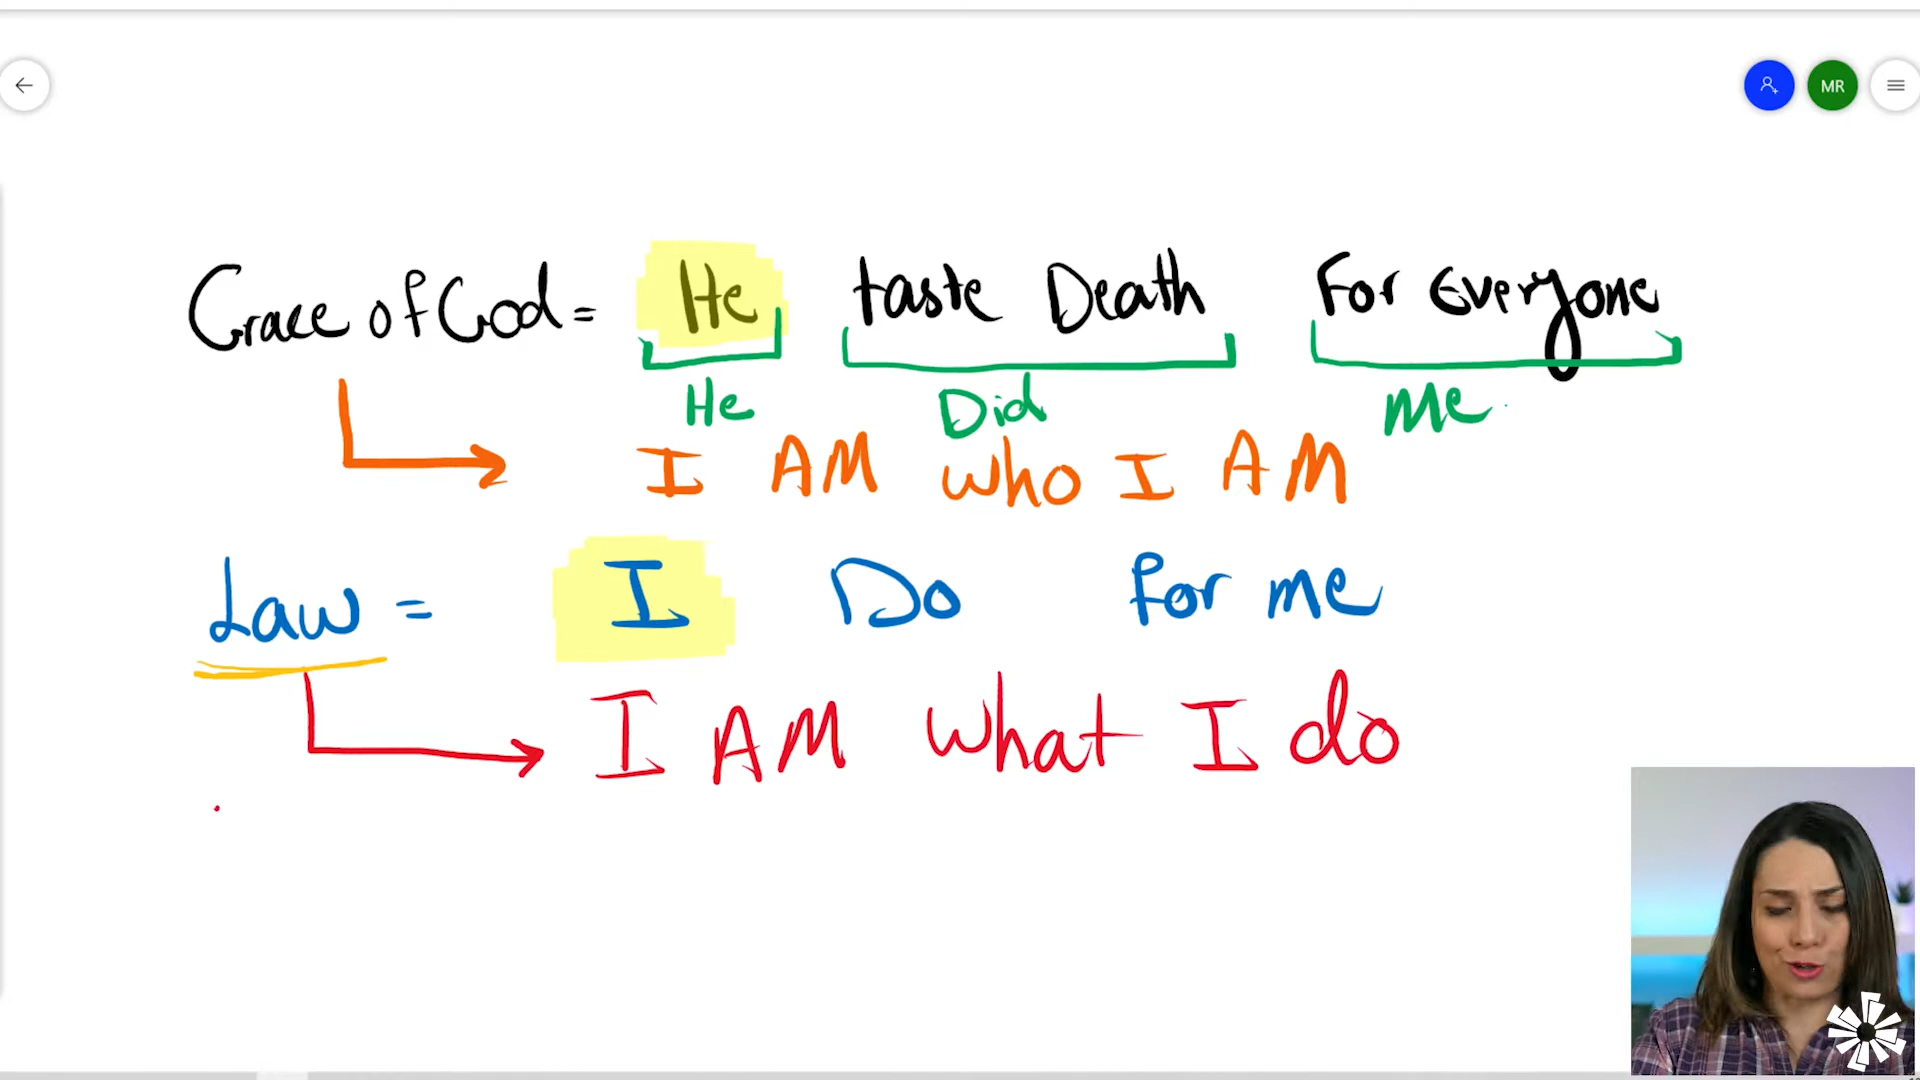 MR
Grace of God = He taste Death For Everyone
He Did Me
I AM who I AM
Law = I Do for me
I AM what I do